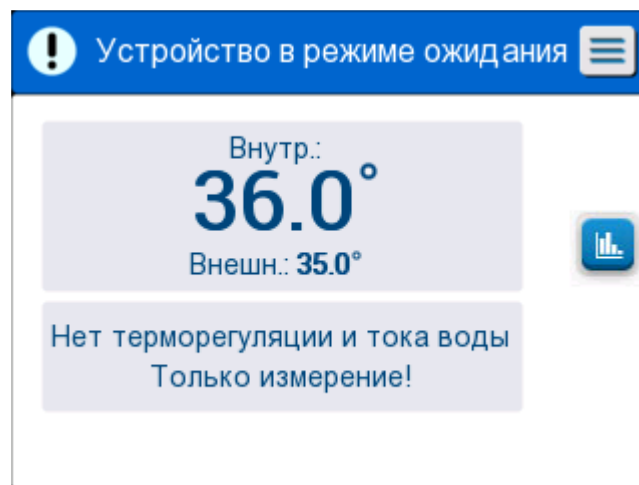 Устройство в режиме ожидания
Внутр.:
36.0°
Внешн.: 35.0°
Нет терморегуляции и тока воды
Только измерение!